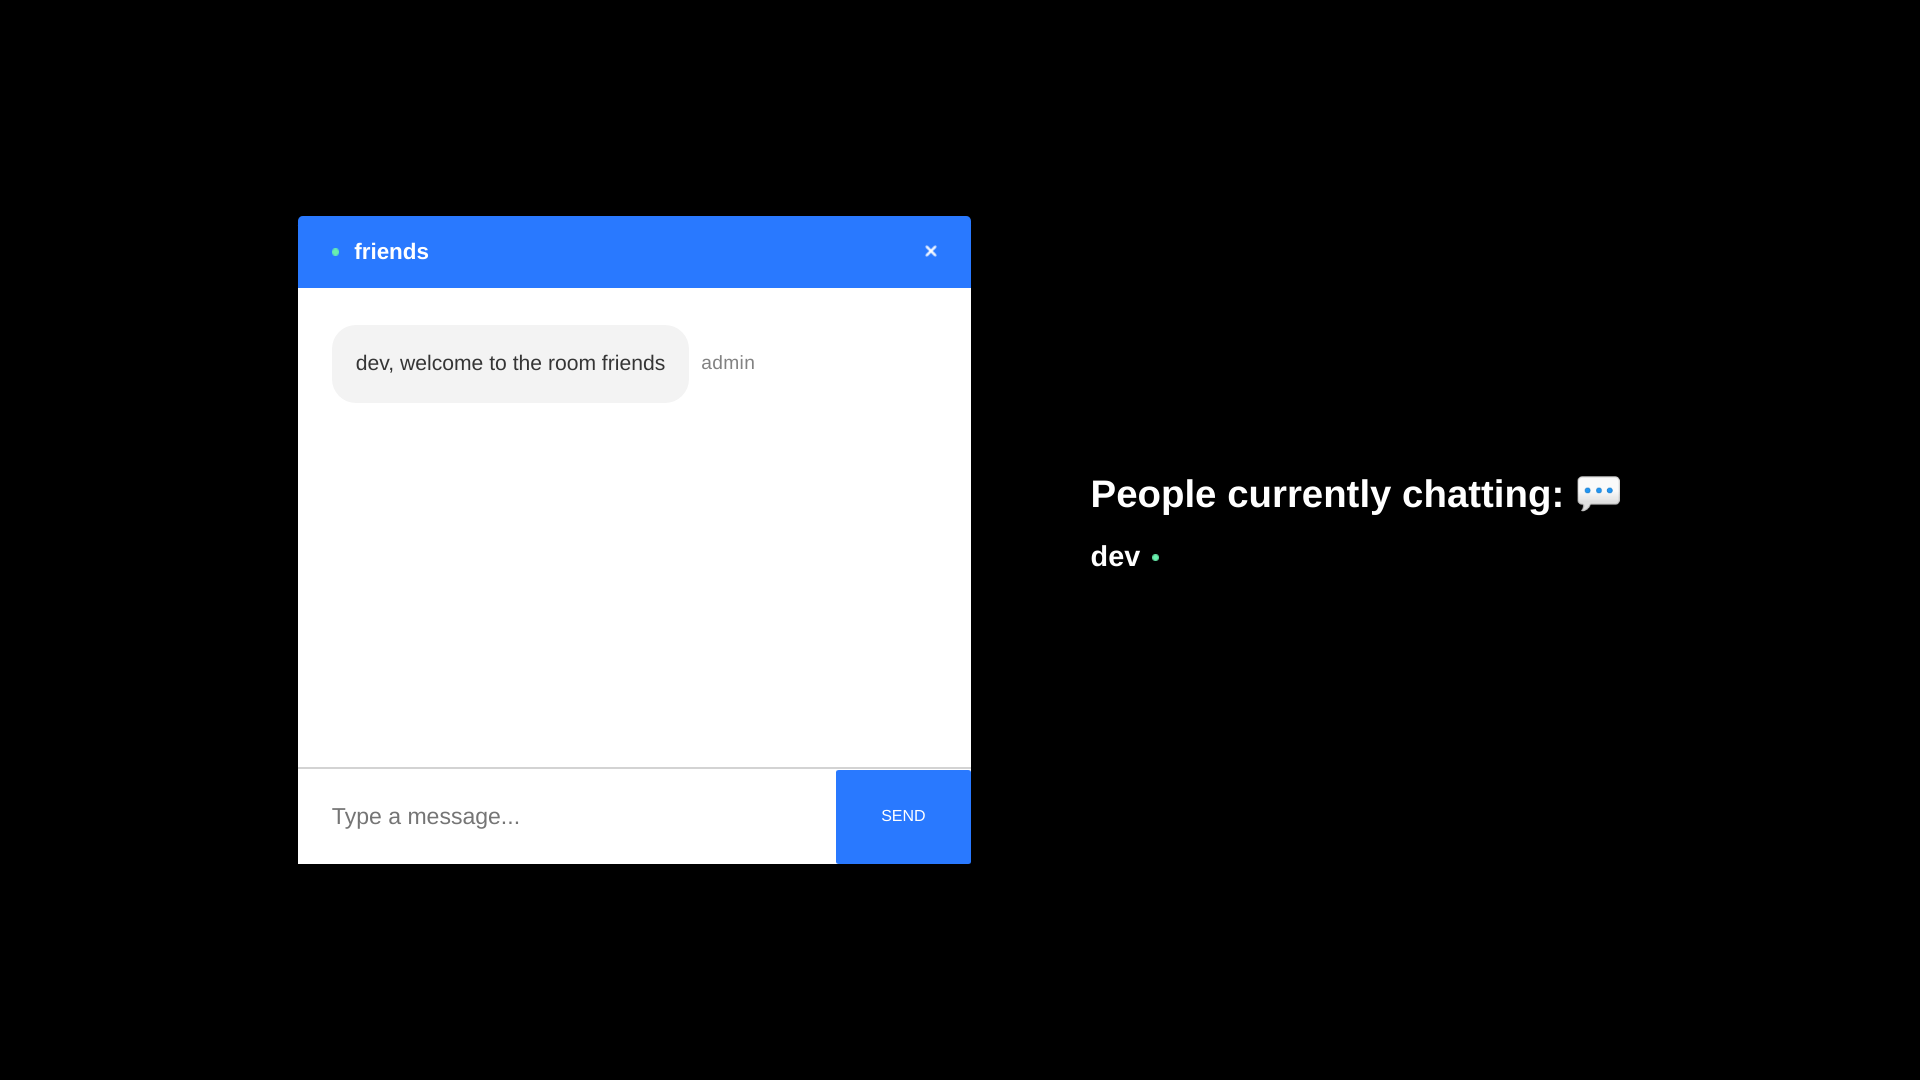 friends
dev, welcome to the room friends admin
Type a message...
SEND
People currently chatting: 💬
dev